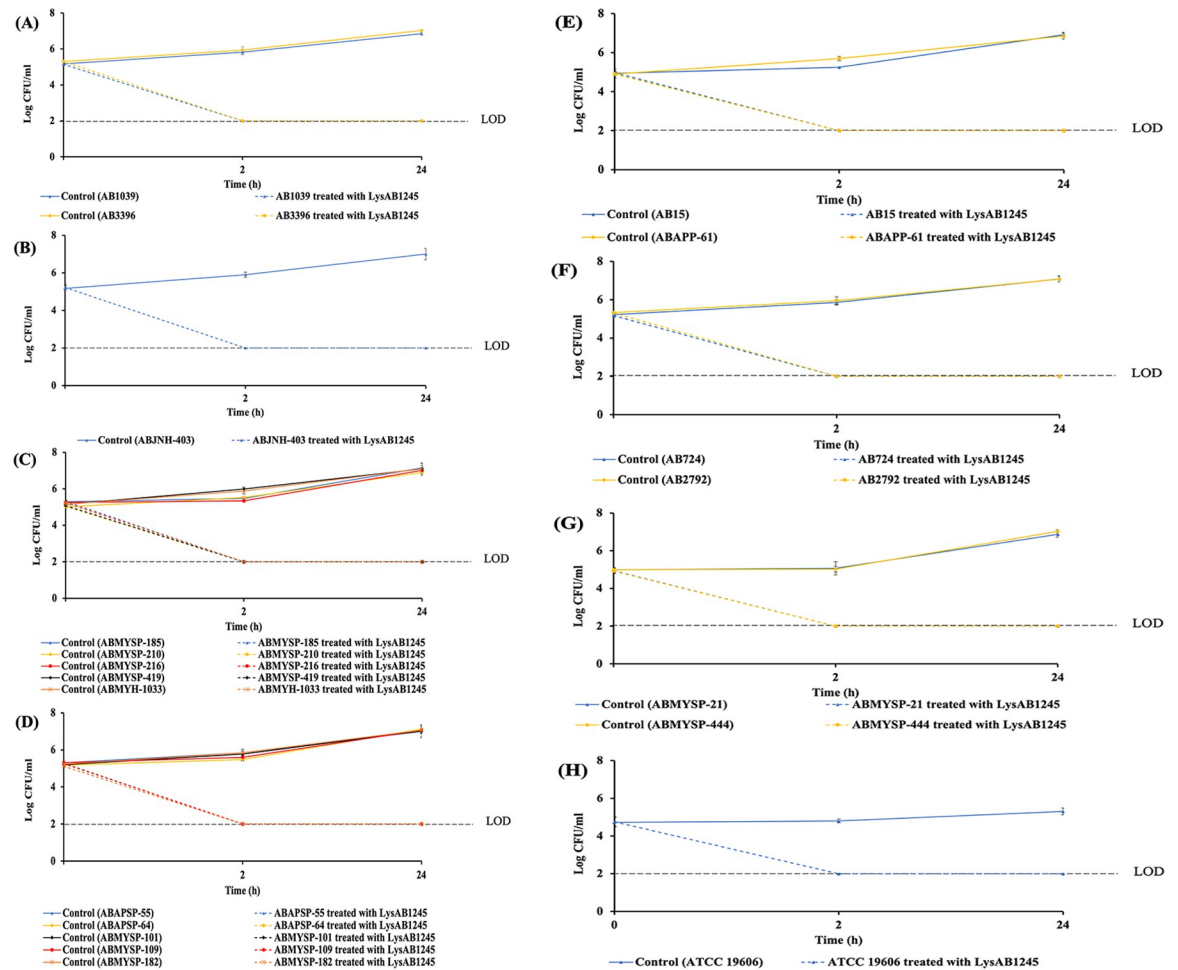 (A)
8
6
4
2
0
Log CFU/ml
LOD
2
24
Time (h)
Control (AB1039)
AB1039 treated with LysAB1245
Control (AB3396
AB3396 treated with LysAB1245
(B)
8
6
4
2
0
Log CFU/ml
LOD
2
24
Time (h)
Control (ABJNH-403)
ABJNH-403 treated with LysAB1245
(C)
8
6
4
2
0
Log CFU/ml
LOD
2
24
Time (h)
Control (ABMYSP-185)
ABMYSP-185 treated with LysAB1245
Control (ABMYSP-210)
ABMYSP-210 treated with LysAB1245
Control (ABMYSP-216)
ABMYSP-216 treated with LysAB1245
Control (ABMYSP-419)
ABMYSP-419 treated with LysAB1245
Control (ABMYH-1033)
ABMYH-1033 treated with LysAB1245
(D)
8
6
4
2
0
Log CFU/ml
LOD
2
24
Time (h)
Control (ABAPSP-55)
ABAPSP-55 treated with LysAB1245
Control (ABAPSP-64)
ABAPSP-64 treated with LysAB1245
Control (ABMYSP-101)
ABMYSP-101 treated with LysAB1245
Control (ABMYSP-109)
ABMYSP-109 treated with LysAB1245
Control (ABMYSP-182)
ABMYSP-182 treated with LysAB1245
(E)
8
6
4
2
0
Log CFU/ml
LOD
2
24
Time (h)
Control (AB15)
AB15 treated with LysAB1245
Control (ABAPP-61)
ABAPP-61 treated with LysAB1245
(F)
8
6
4
2
0
Log CFU/ml
LOD
2
24
Time (h)
Control (AB724)
AB724 treated with LysAB1245
Control (AB2792)
AB2792 treated with LysAB1245
(G)
8
6
4
2
0
Log CFU/ml
LOD
2
24
Time (h)
Control (ABMYSP-21)
ABMYSP-21 treated with LysAB1245
Control (ABMYSP-444)
ABMYSP-444 treated with LysAB1245
(H)
8
6
4
2
0
Log CFU/ml
LOD
0
2
24
Time (h)
Control (ATCC 19606)
ATCC 19606 treated with LysAB1245